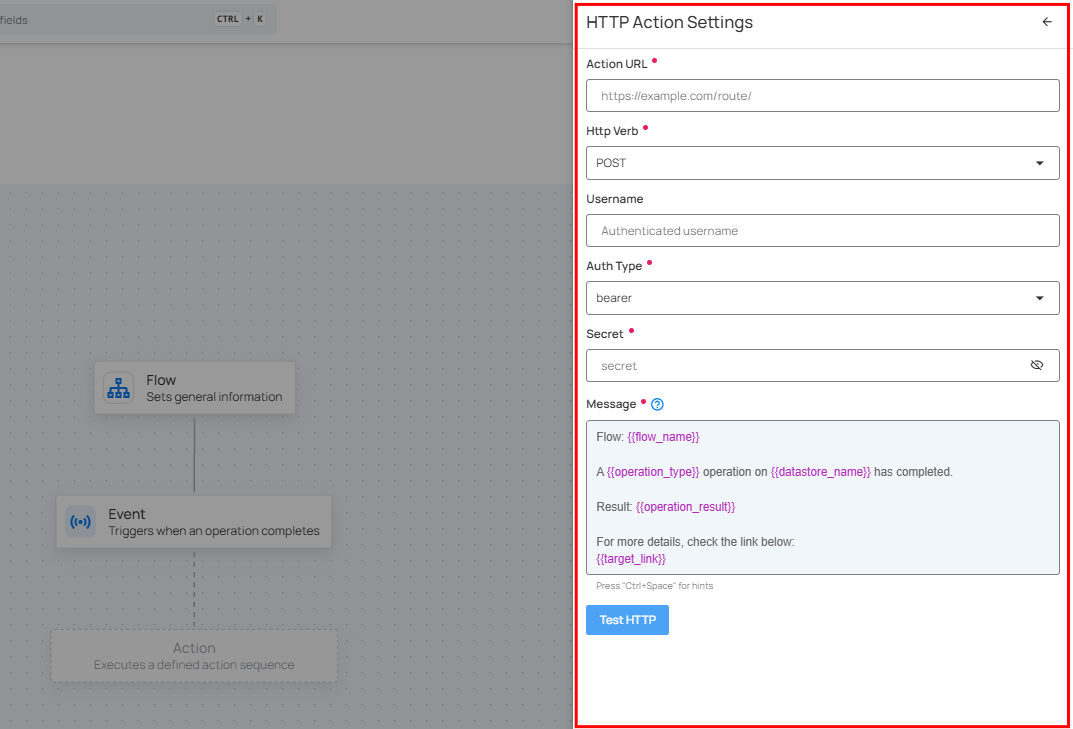 fields
CTRL + K
HTTP Action Settings
Action URL
https://example.com/route/
Http Verb
POST
Username
Authenticated username
Auth Type
bearer
Secret
secret
Message
Flow: {{flow_name}}
A {{operation_type}} operation on {{datastore_name}} has completed.
Result: {{operation_result}}
For more details, check the link below:
{{target_link}}
Press "Ctrl+Space" for hints
Test HTTP
Flow
Sets general information
Event
Triggers when an operation completes
Action
Executes a defined action sequence